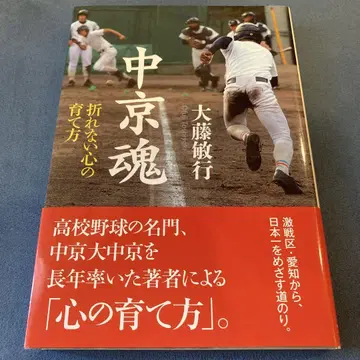 中京魂
折れない心の
育て方
大藤敏行
激戦区・愛知から、
日本一をめざす道のり。
高校野球の名門、
中京大中京を
長年率いた著者による
「心の育て方」。